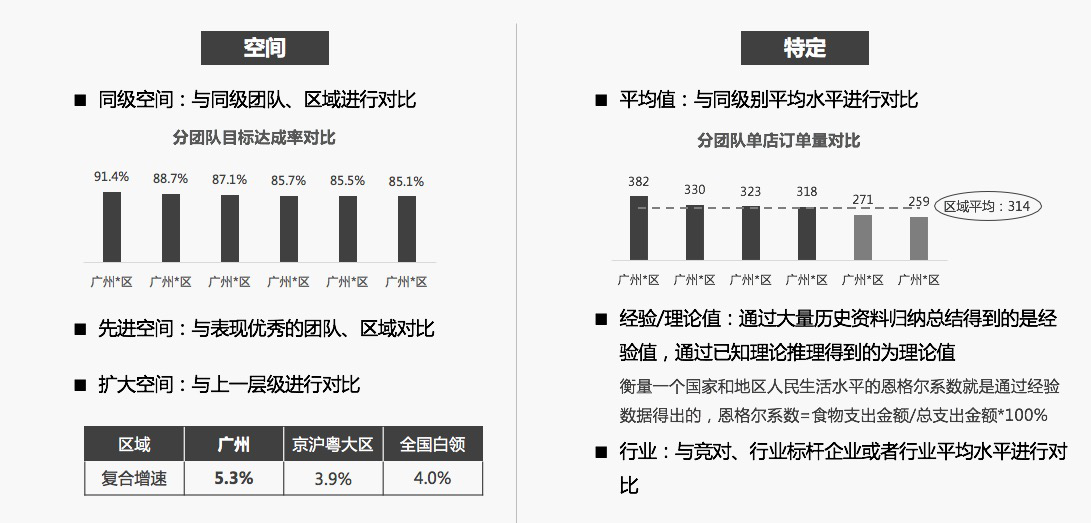 空间
■ 同级空间：与同级团队、区域进行对比
分团队目标达成率对比
91.4% 88.7% 87.1% 85.7% 85.5% 85.1%
广州*区 广州*区 广州*区 广州*区 广州*区 广州*区
■ 先进空间：与表现优秀的团队、区域对比
■ 扩大空间：与上一层级进行对比
区域 广州 京沪粤大区 全国白领
复合增速 5.3% 3.9% 4.0%
特定
■ 平均值：与同级别平均水平进行对比
分团队单店订单量对比
382 330 323 318 271 259
区域平均：314
广州*区 广州*区 广州*区 广州*区 广州*区 广州*区
■ 经验/理论值：通过大量历史资料归纳总结得到的是经
验值，通过已知理论推理得到的为理论值
衡量一个国家和地区人民生活水平的恩格尔系数就是通过经验
数据得出的，恩格尔系数=食物支出金额/总支出金额*100%
■ 行业：与竞对、行业标杆企业或者行业平均水平进行对
比